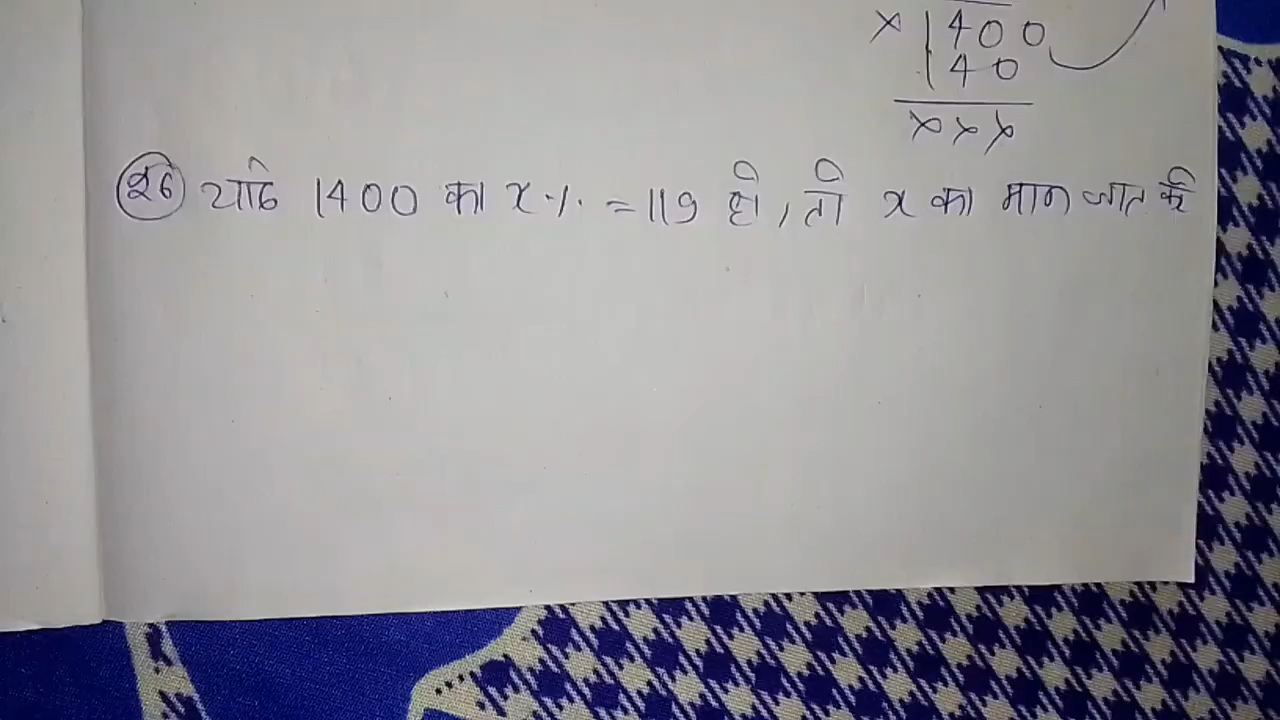 × 1400
140
×××
26 यदि 1400 का x % = 119 हो, तो x का मान ज्ञात करें